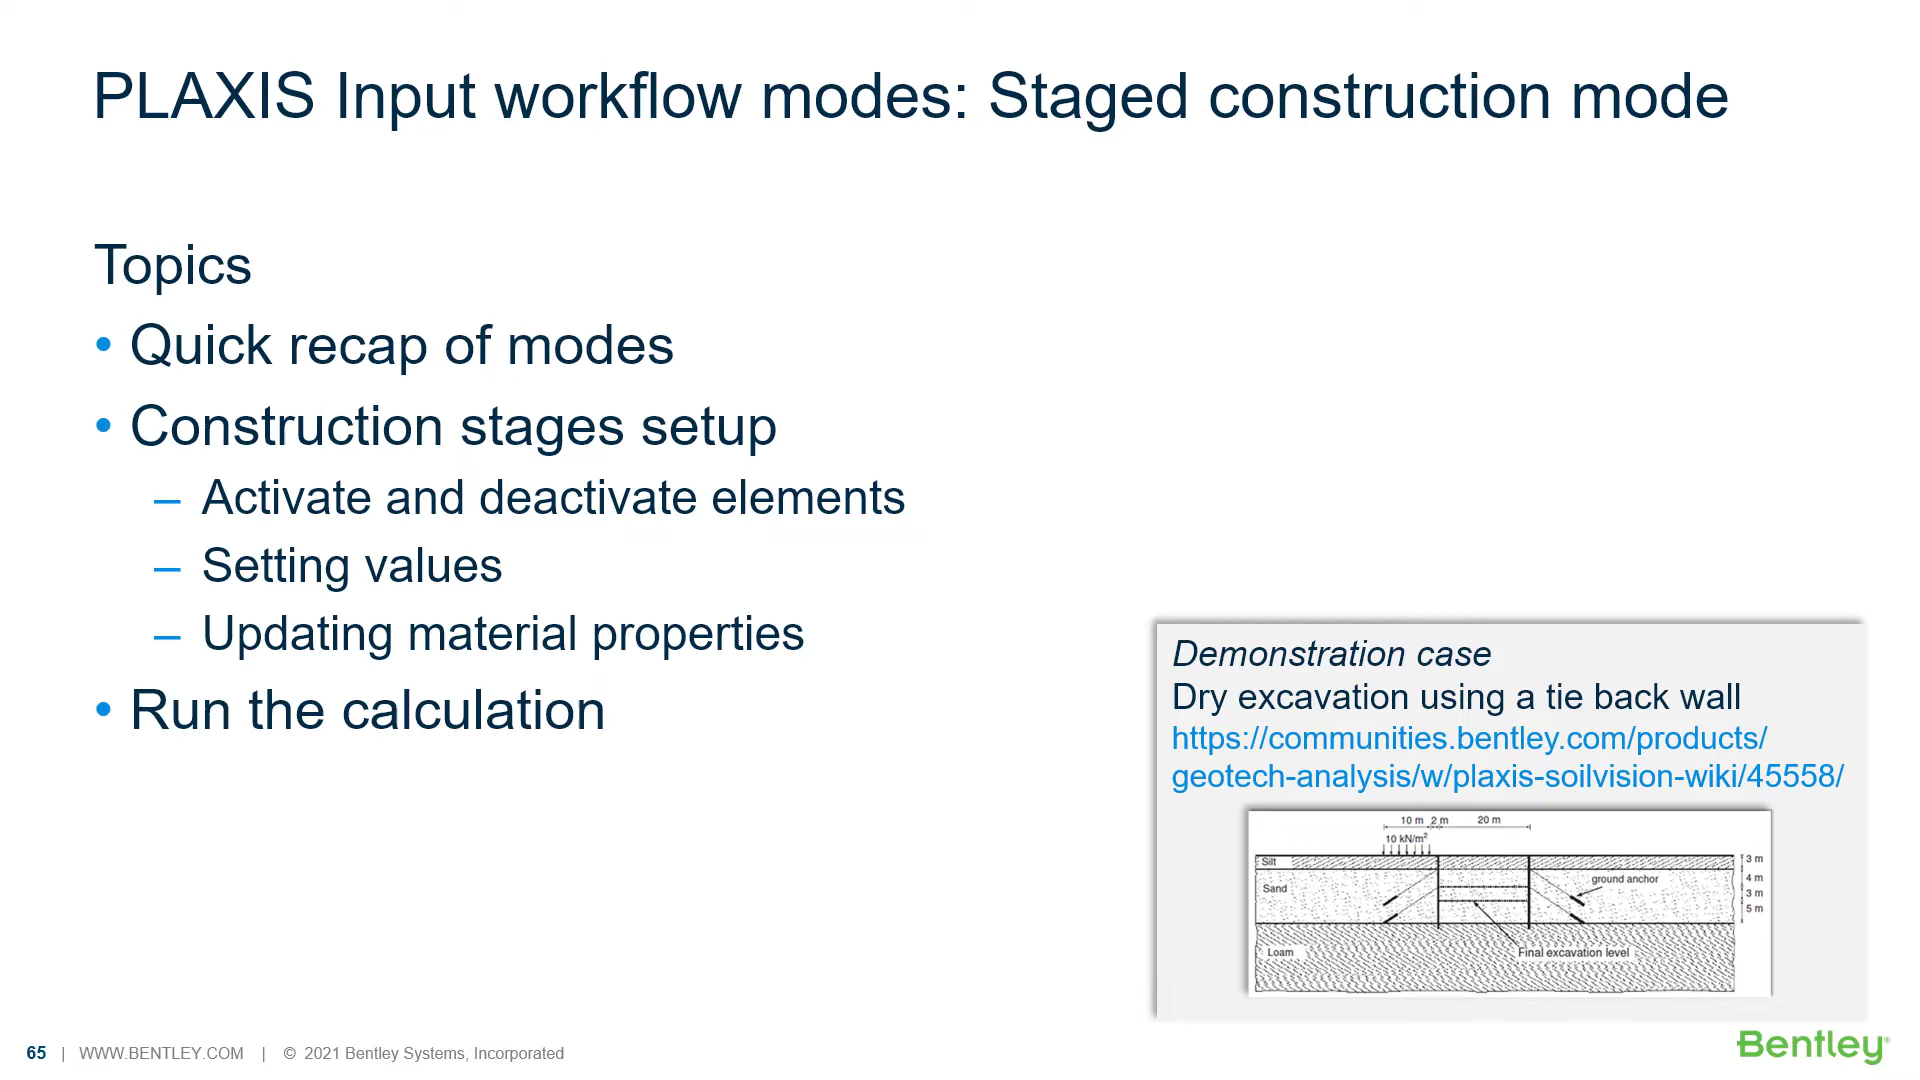 PLAXIS Input workflow modes: Staged construction mode
Topics
• Quick recap of modes
• Construction stages setup
– Activate and deactivate elements
– Setting values
– Updating material properties
• Run the calculation
Demonstration case
Dry excavation using a tie back wall
https://communities.bentley.com/products/
geotech-analysis/w/plaxis-soilvision-wiki/45558/
10 m 2 m 20 m
10 kN/m²
Silt
3 m
Sand
ground anchor
4 m
3 m
5 m
Loam
Final excavation level
65 | WWW.BENTLEY.COM | © 2021 Bentley Systems, Incorporated
Bentley®